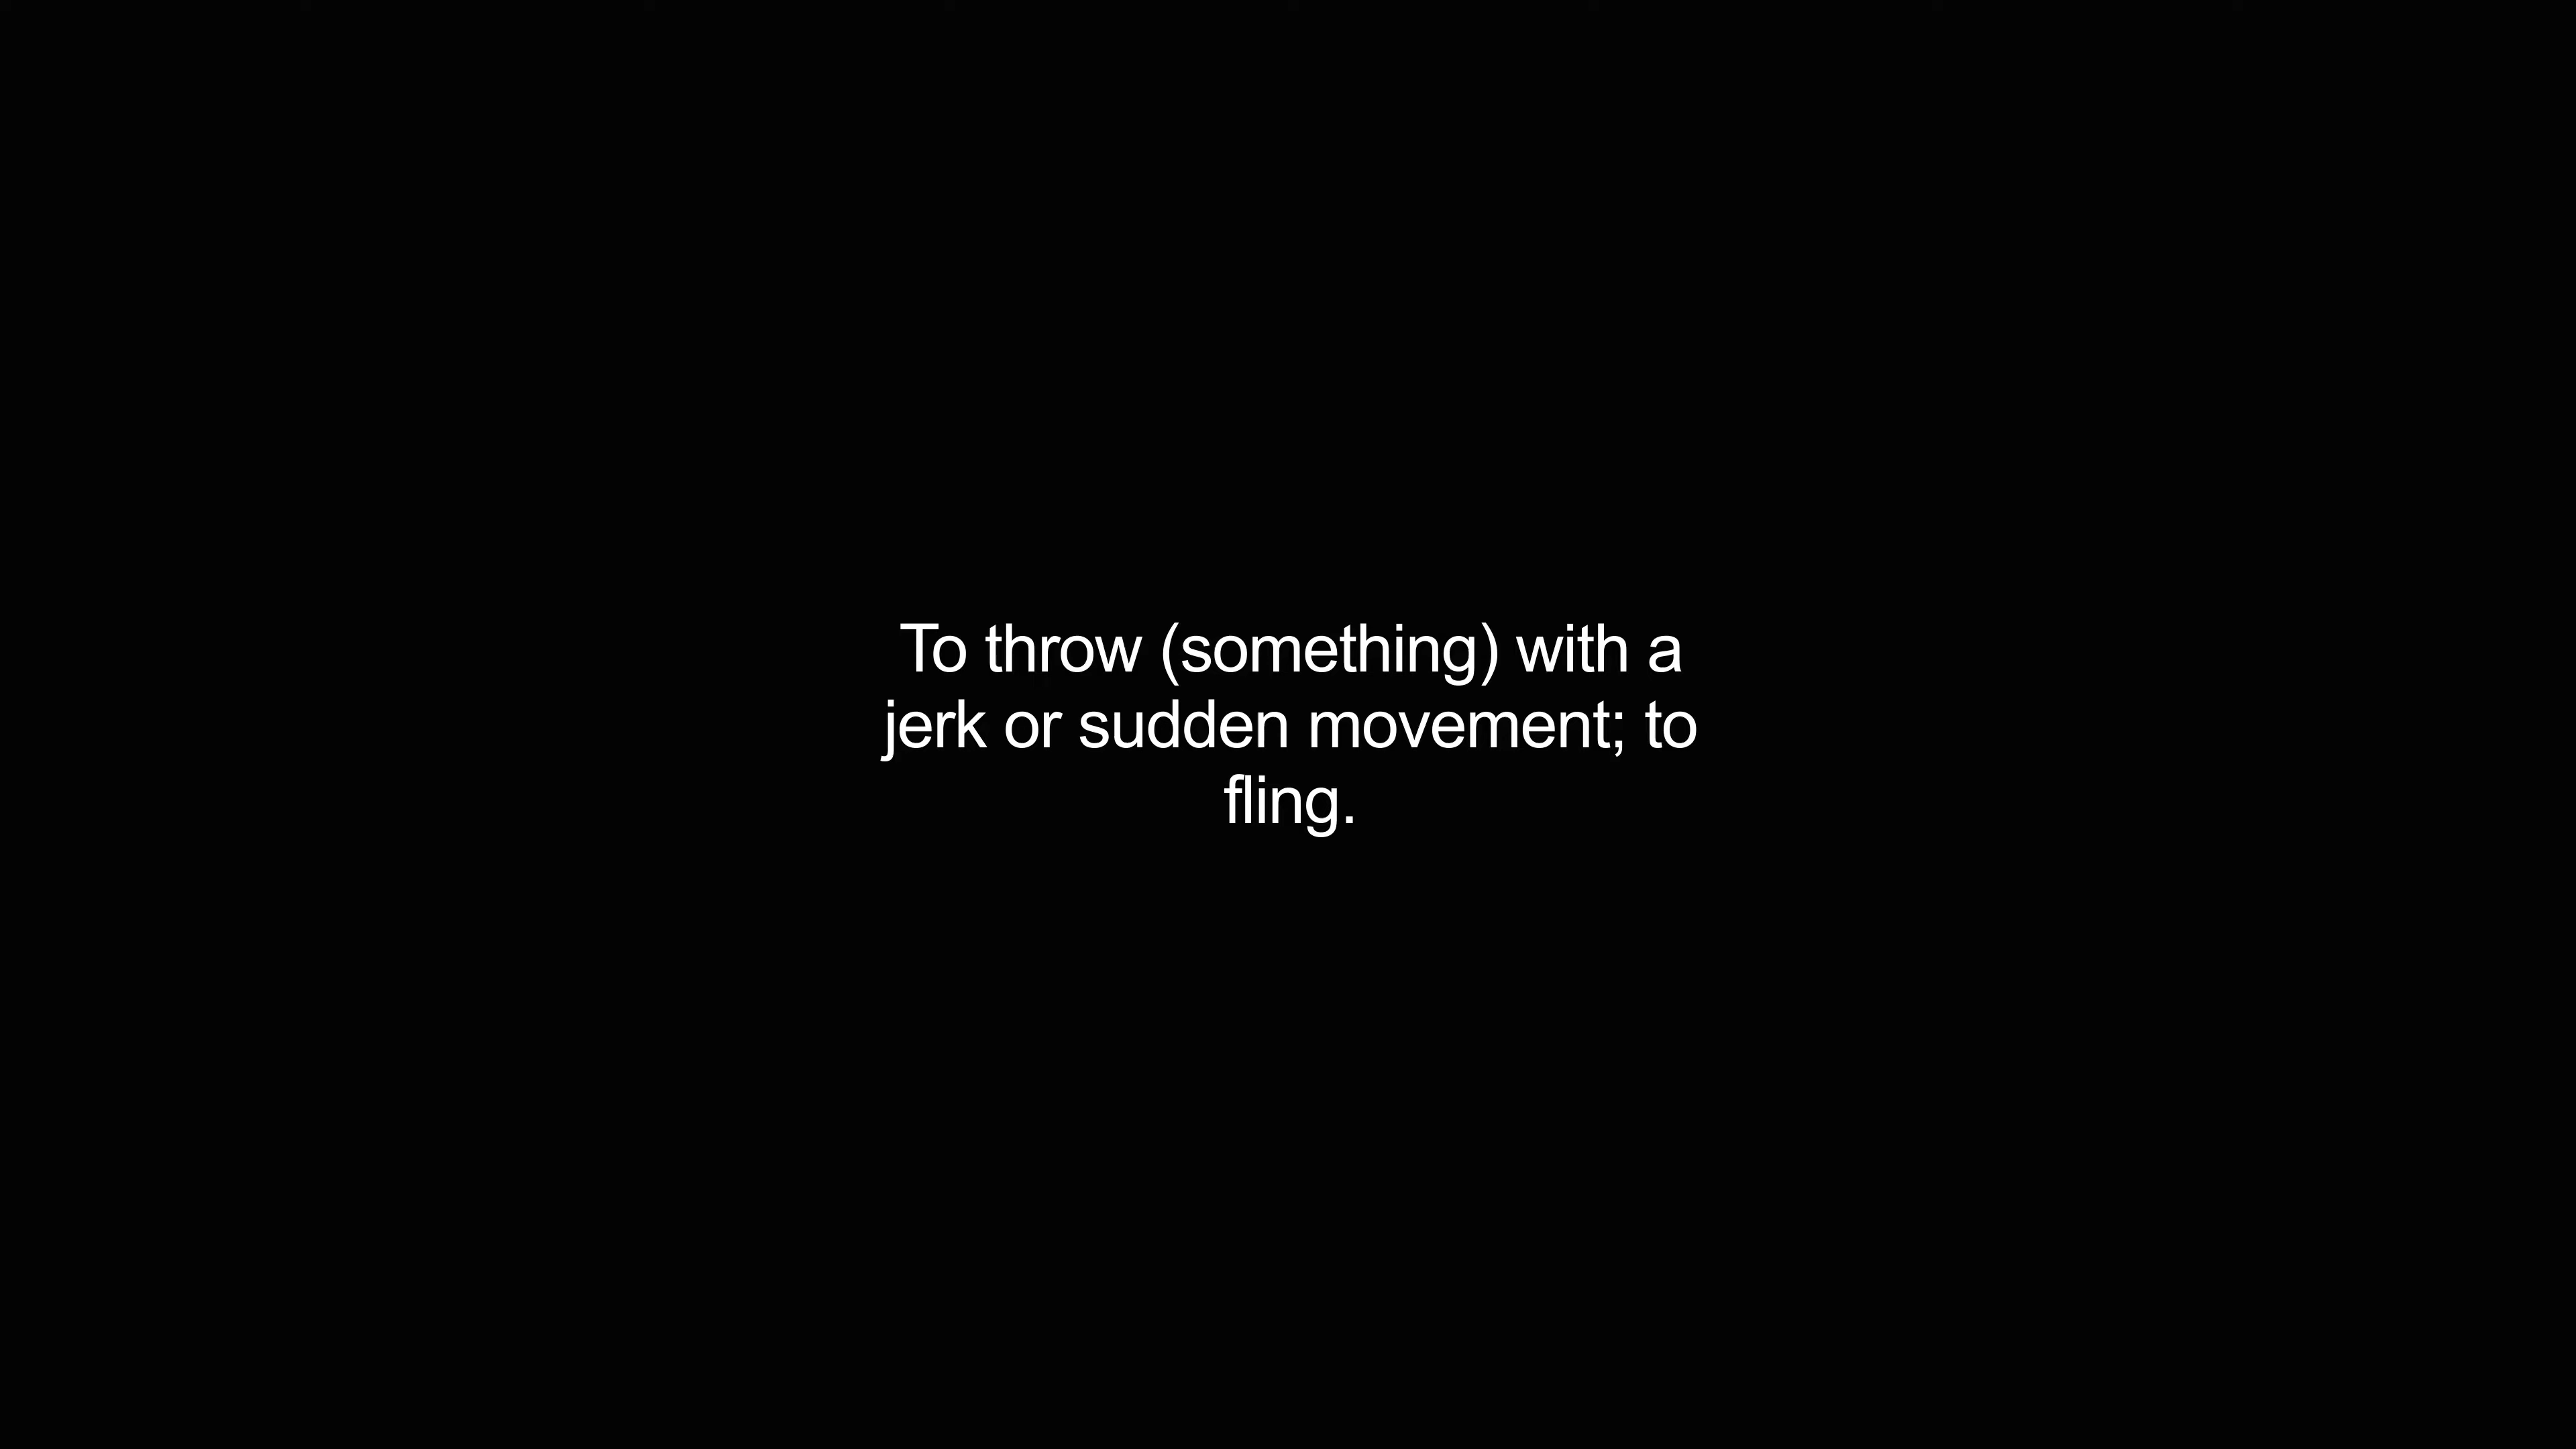 To throw (something) with a
jerk or sudden movement; to
fling.